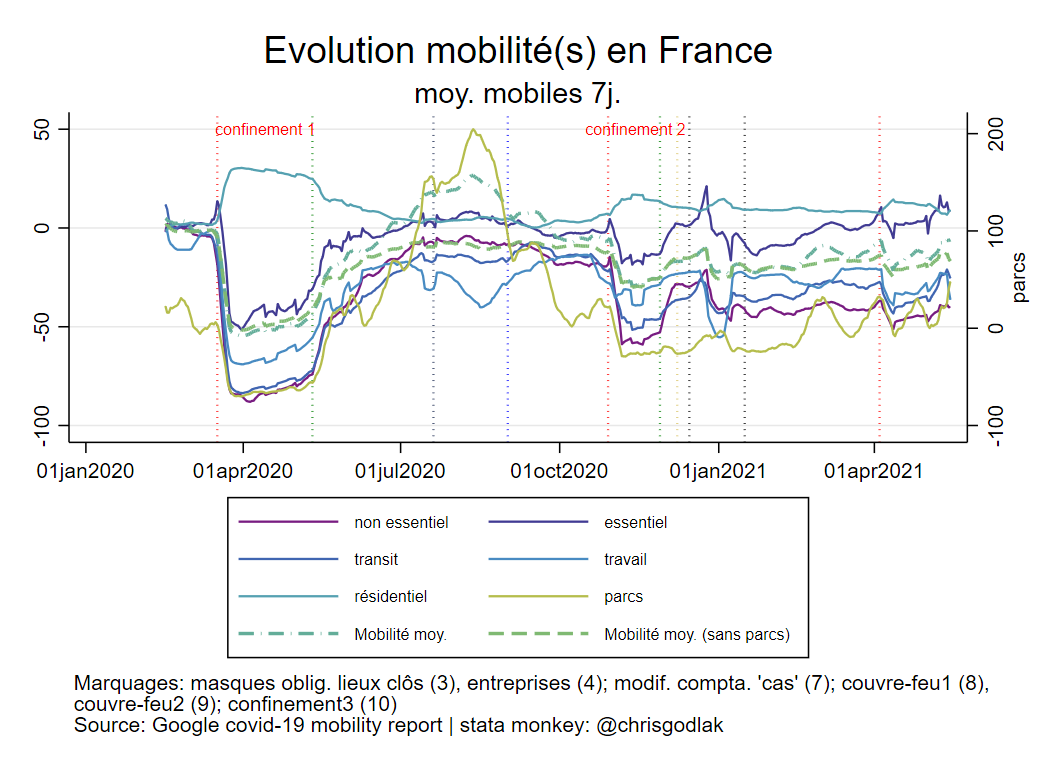 Evolution mobilité(s) en France
moy. mobiles 7j.
confinement 1
confinement 2
50
0
-50
-100
200
100
0
-100
parcs
01jan2020
01apr2020
01jul2020
01oct2020
01jan2021
01apr2021
non essentiel
essentiel
transit
travail
résidentiel
parcs
Mobilité moy.
Mobilité moy. (sans parcs)
Marquages: masques oblig. lieux clôs (3), entreprises (4); modif. compta. 'cas' (7); couvre-feu1 (8),
couvre-feu2 (9); confinement3 (10)
Source: Google covid-19 mobility report | stata monkey: @chrisgodlak